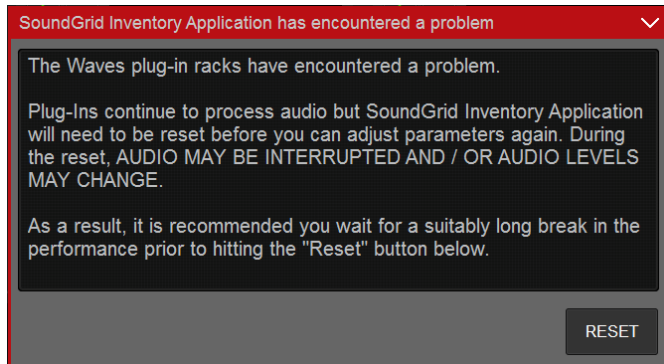 SoundGrid Inventory Application has encountered a problem
The Waves plug-in racks have encountered a problem.
Plug-Ins continue to process audio but SoundGrid Inventory Application
will need to be reset before you can adjust parameters again. During
the reset, AUDIO MAY BE INTERRUPTED AND / OR AUDIO LEVELS
MAY CHANGE.
As a result, it is recommended you wait for a suitably long break in the
performance prior to hitting the "Reset" button below.
RESET